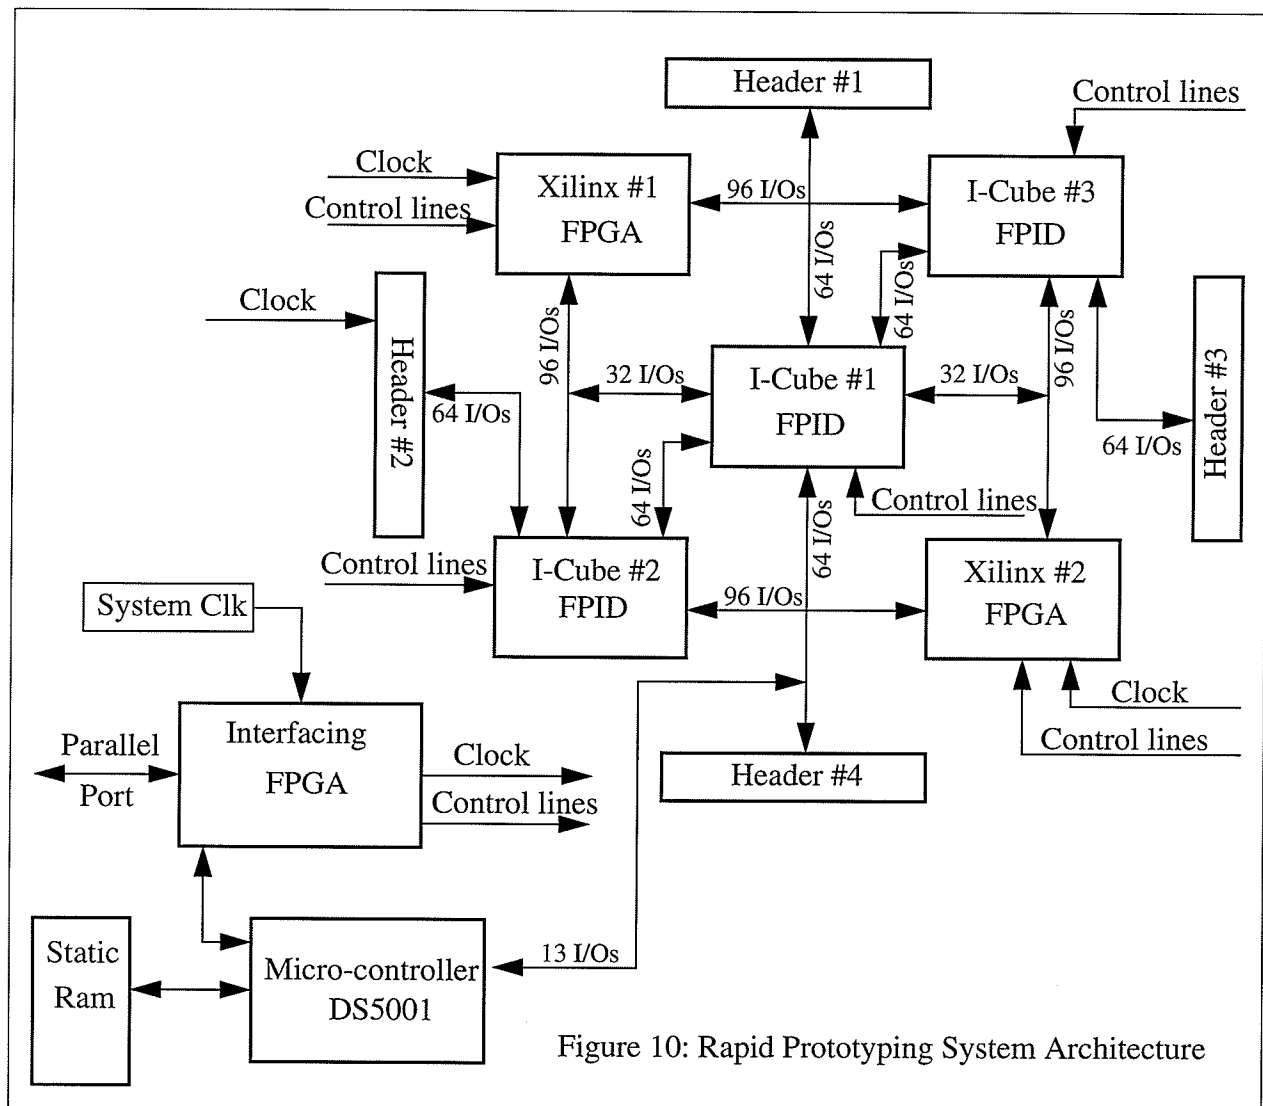 Header #1
Control lines
Clock
Xilinx #1
FPGA
Control lines
96 I/Os
I-Cube #3
FPID
64 I/Os
64 I/Os
Clock
Header #2
96 I/Os
32 I/Os
I-Cube #1
FPID
32 I/Os
96 I/Os
Header #3
64 I/Os
64 I/Os
64 I/Os
Control lines
64 I/Os
Control lines
I-Cube #2
FPID
96 I/Os
Xilinx #2
FPGA
System Clk
Clock
Control lines
Interfacing
FPGA
Parallel
Port
Clock
Control lines
Header #4
Static
Ram
Micro-controller
DS5001
13 I/Os
Figure 10: Rapid Prototyping System Architecture